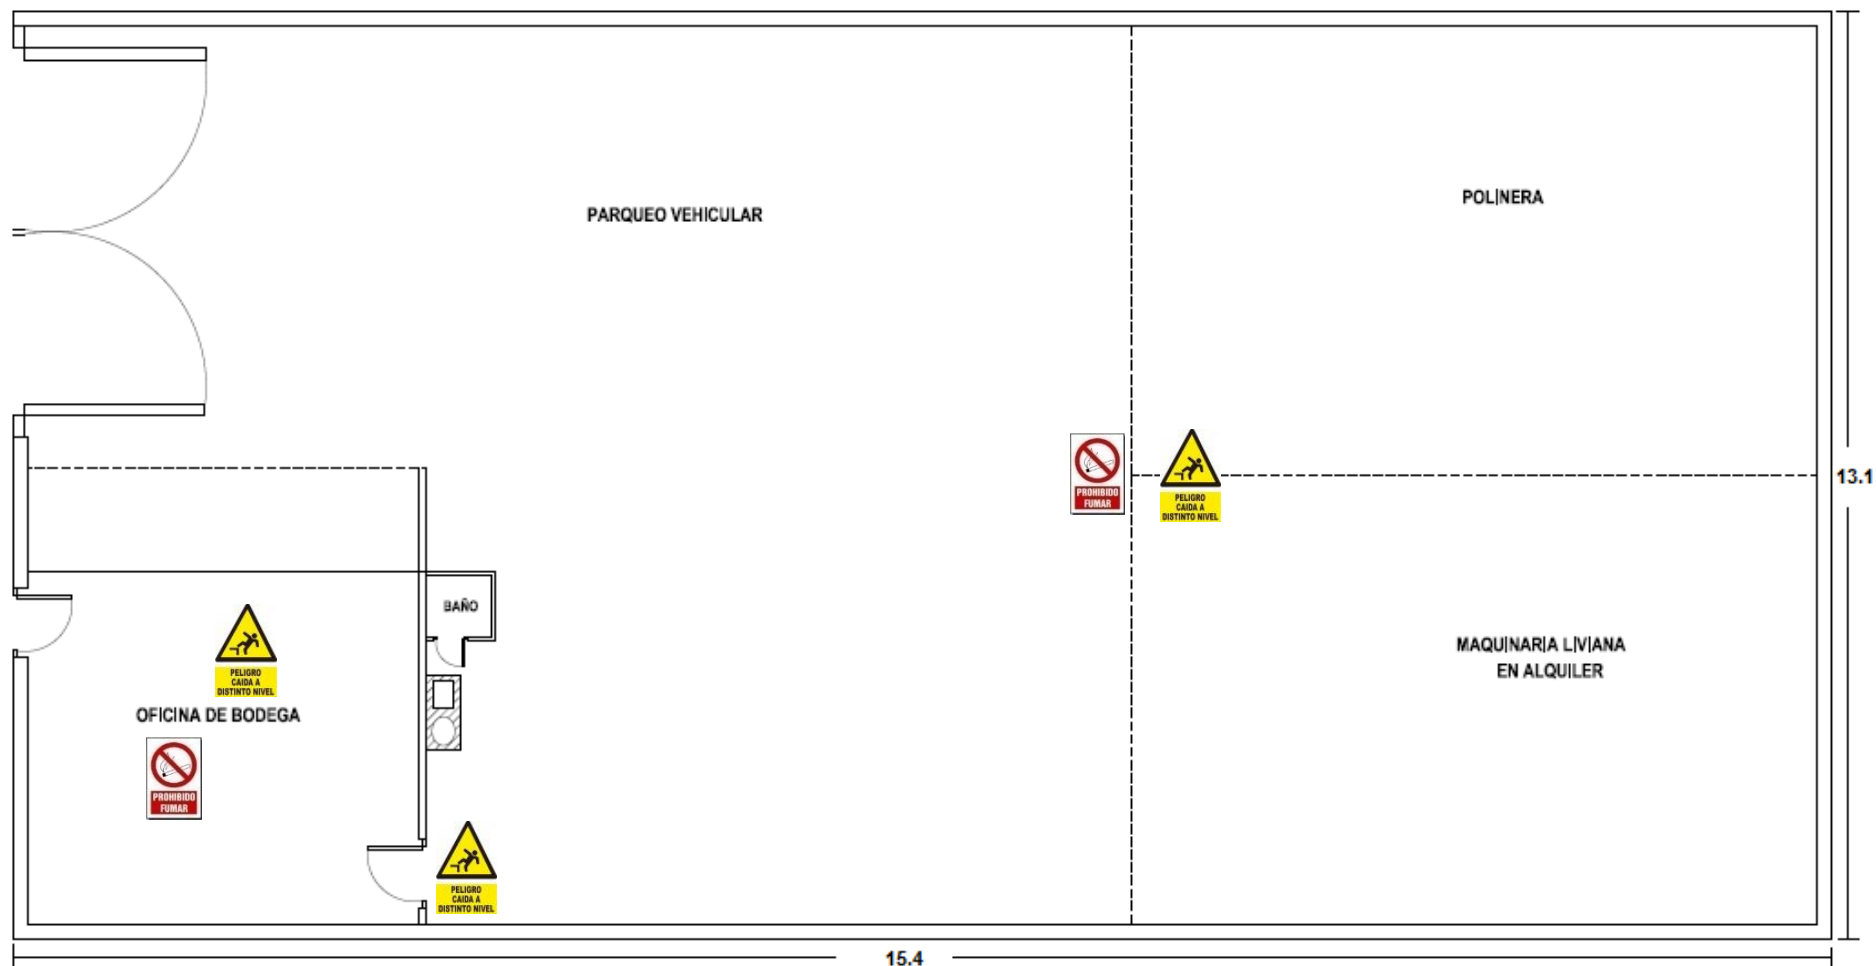 PARQUEO VEHICULAR
POLINERA
PROHIBIDO
FUMAR
PELIGRO
CAIDA A
DISTINTO NIVEL
13.1
BAÑO
PELIGRO
CAIDA A
DISTINTO NIVEL
OFICINA DE BODEGA
MAQUINARIA LIVIANA
EN ALQUILER
PROHIBIDO
FUMAR
PELIGRO
CAIDA A
DISTINTO NIVEL
15.4